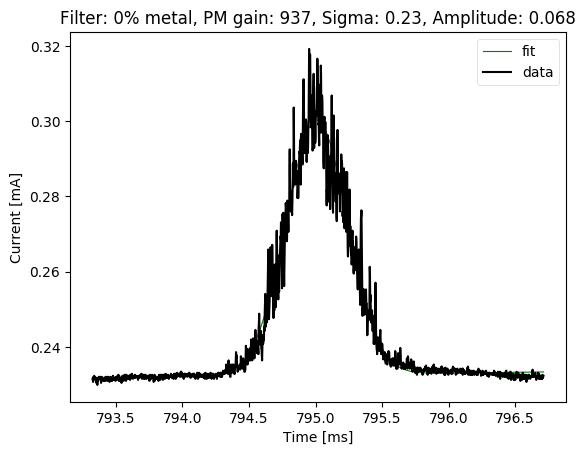 Filter: 0% metal, PM gain: 937, Sigma: 0.23, Amplitude: 0.068
fit
data
0.32
0.30
0.28
0.26
0.24
Current [mA]
793.5
794.0
794.5
795.0
795.5
796.0
796.5
Time [ms]